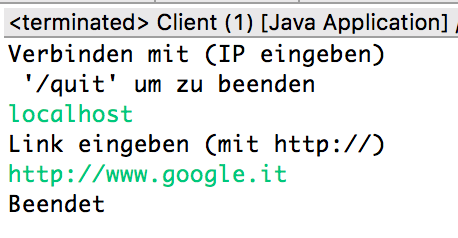 <terminated> Client (1) [Java Application] /
Verbinden mit (IP eingeben)
'/quit' um zu beenden
localhost
Link eingeben (mit http://)
http://www.google.it
Beendet